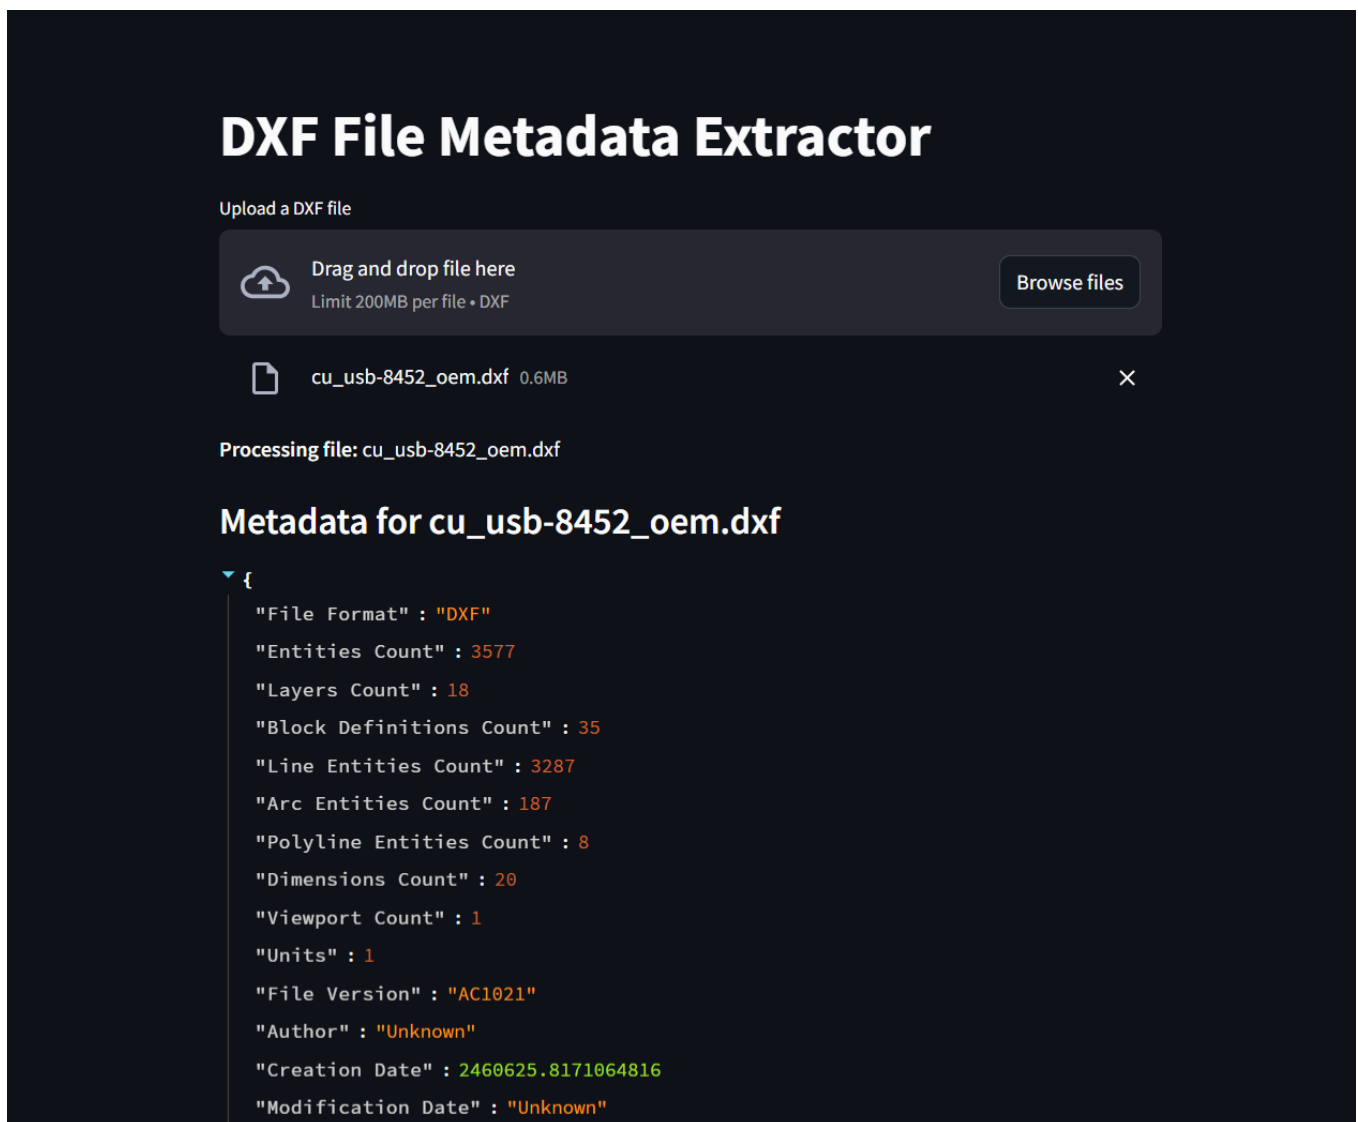 DXF File Metadata Extractor
Upload a DXF file
Drag and drop file here
Limit 200MB per file • DXF
Browse files
cu_usb-8452_oem.dxf 0.6MB
Processing file: cu_usb-8452_oem.dxf
Metadata for cu_usb-8452_oem.dxf
{
"File Format" : "DXF"
"Entities Count" : 3577
"Layers Count" : 18
"Block Definitions Count" : 35
"Line Entities Count" : 3287
"Arc Entities Count" : 187
"Polyline Entities Count" : 8
"Dimensions Count" : 20
"Viewport Count" : 1
"Units" : 1
"File Version" : "AC1021"
"Author" : "Unknown"
"Creation Date" : 2460625.8171064816
"Modification Date" : "Unknown"